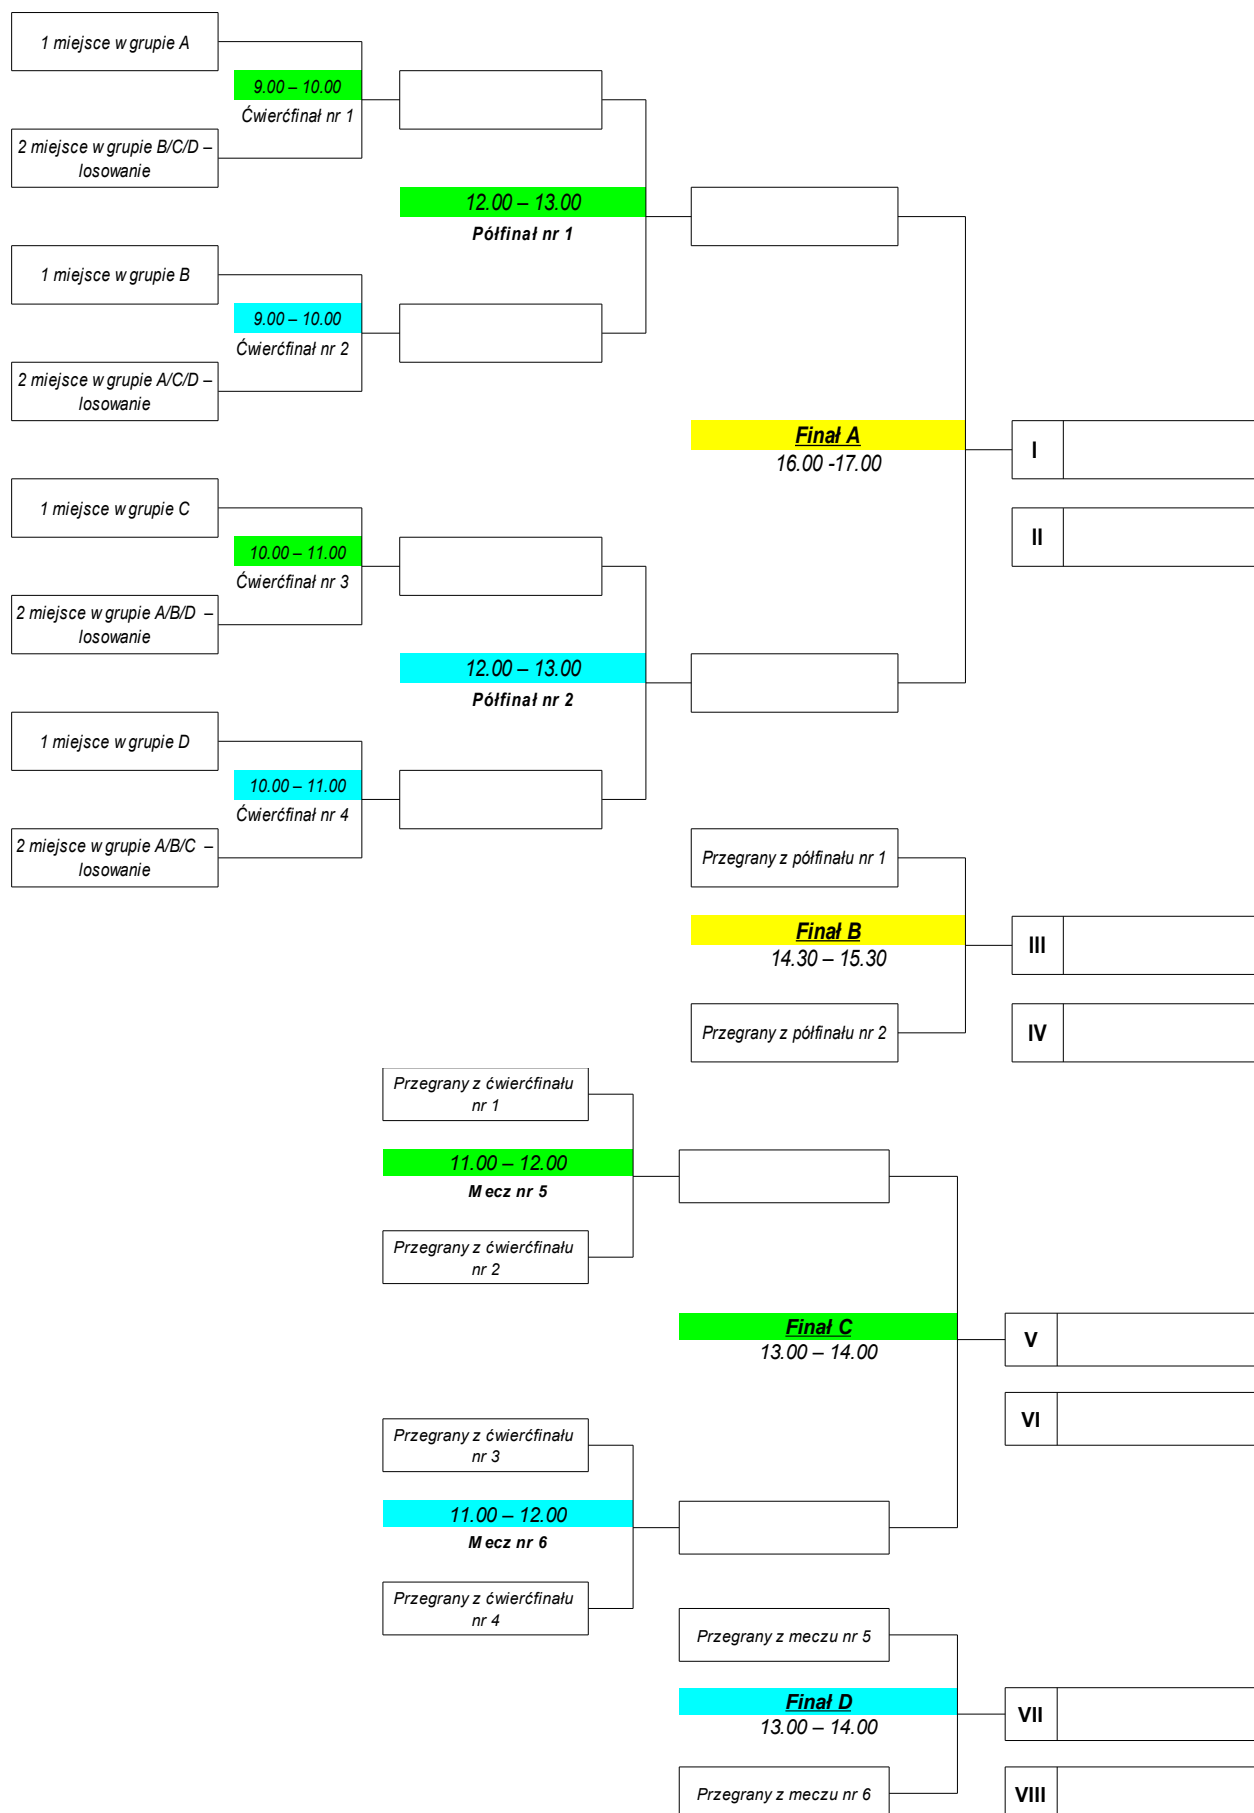 1 miejsce w grupie A
9.00 – 10.00
Ćwierćfinał nr 1
2 miejsce w grupie B/C/D –
losowanie
12.00 – 13.00
Półfinał nr 1
1 miejsce w grupie B
9.00 – 10.00
Ćwierćfinał nr 2
2 miejsce w grupie A/C/D –
losowanie
Finał A
16.00 -17.00
I
II
1 miejsce w grupie C
10.00 – 11.00
Ćwierćfinał nr 3
2 miejsce w grupie A/B/D –
losowanie
12.00 – 13.00
Półfinał nr 2
1 miejsce w grupie D
10.00 – 11.00
Ćwierćfinał nr 4
2 miejsce w grupie A/B/C –
losowanie
Przegrany z półfinału nr 1
Finał B
14.30 – 15.30
III
Przegrany z półfinału nr 2
IV
Przegrany z ćwierćfinału
nr 1
11.00 – 12.00
Mecz nr 5
Przegrany z ćwierćfinału
nr 2
Finał C
13.00 – 14.00
V
VI
Przegrany z ćwierćfinału
nr 3
11.00 – 12.00
Mecz nr 6
Przegrany z ćwierćfinału
nr 4
Przegrany z meczu nr 5
Finał D
13.00 – 14.00
VII
Przegrany z meczu nr 6
VIII